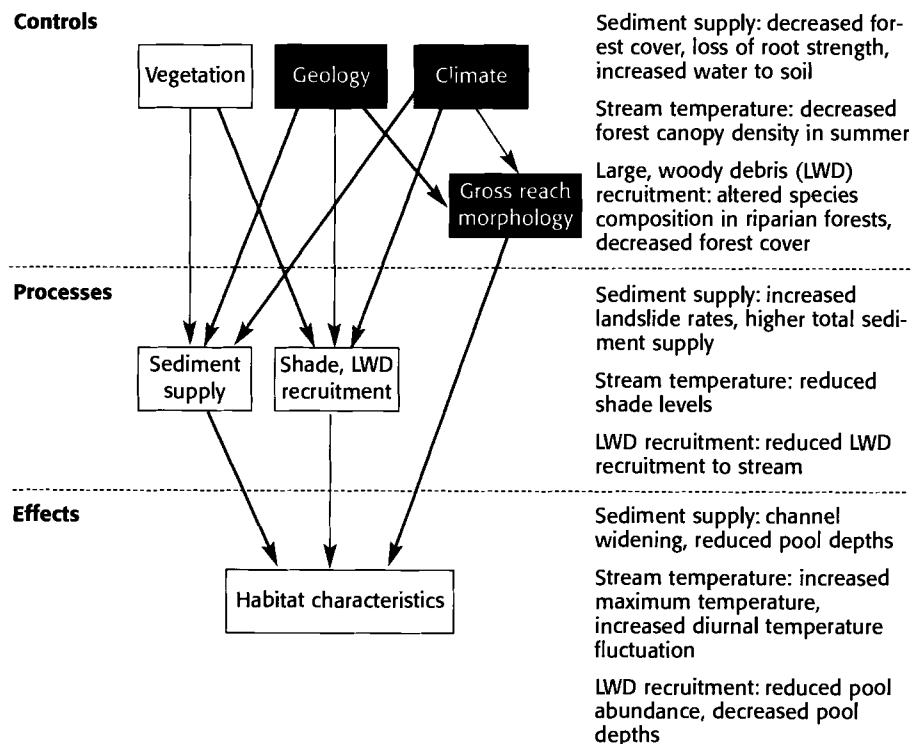 Controls
Vegetation
Geology
Climate
Gross reach
morphology
Sediment supply: decreased for-
est cover, loss of root strength,
increased water to soil
Stream temperature: decreased
forest canopy density in summer
Large, woody debris (LWD)
recruitment: altered species
composition in riparian forests,
decreased forest cover
Processes
Sediment
supply
Shade, LWD
recruitment
Sediment supply: increased
landslide rates, higher total sedi-
ment supply
Stream temperature: reduced
shade levels
LWD recruitment: reduced LWD
recruitment to stream
Effects
Habitat characteristics
Sediment supply: channel
widening, reduced pool depths
Stream temperature: increased
maximum temperature,
increased diurnal temperature
fluctuation
LWD recruitment: reduced pool
abundance, decreased pool
depths